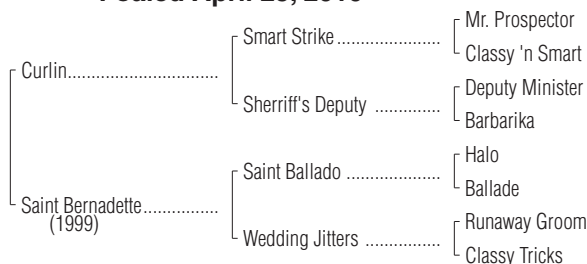 Foaled April
Mr. Prospector
Smart Strike
Classy 'n Smart
Curlin
Deputy Minister
Sherriff's Deputy
Barbarika
Halo
Saint Ballado
Ballade
Saint Bernadette
(1999)
Runaway Groom
Wedding Jitters
Classy Tricks